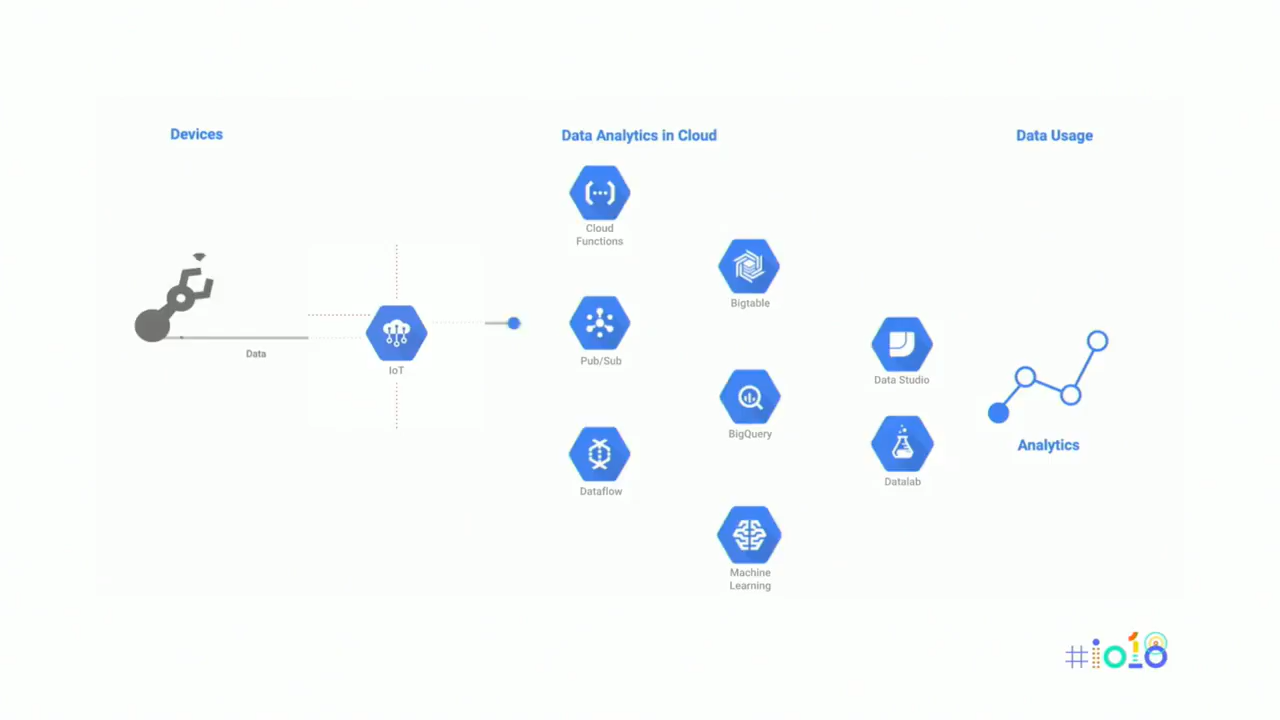 Devices
Data Analytics in Cloud
Data Usage
Cloud
Functions
Bigtable
Data
IoT
Pub/Sub
Data Studio
BigQuery
Analytics
Datalab
Dataflow
Machine
Learning
#io18